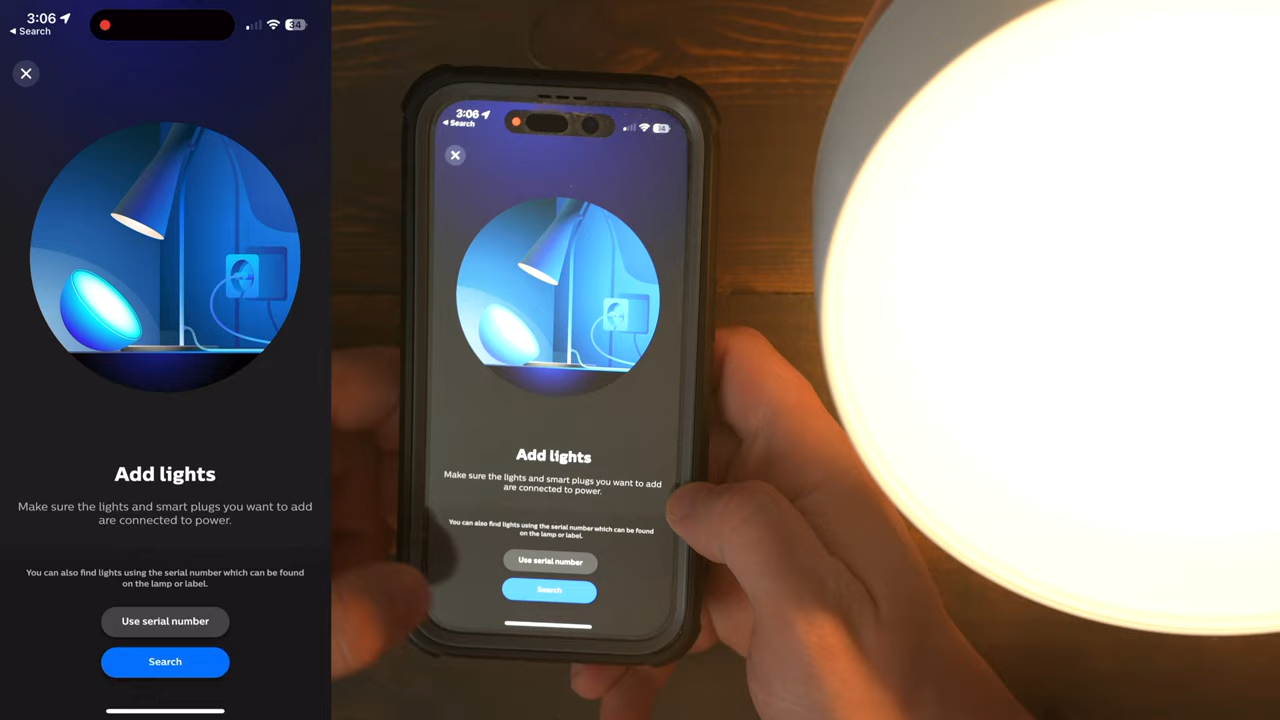 3:06
34
Search
Add lights
Make sure the lights and smart plugs you want to add
are connected to power.
You can also find lights using the serial number which can be found
on the lamp or label.
Use serial number
Search
3:06
Search
Add lights
Make sure the lights and smart plugs you want to add
are connected to power.
You can also find lights using the serial number which can be found
on the lamp or label.
Use serial number
Search